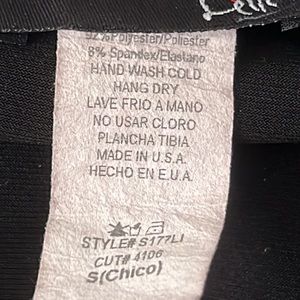 92% Polyester/Poliester
8% Spandex/Elastano
HAND WASH COLD
HANG DRY
LAVE FRIO A MANO
NO USAR CLORO
PLANCHA TIBIA
MADE IN U.S.A.
HECHO EN E.U.A.
STYLE# S177LI
CUT# 4106
S(Chico)